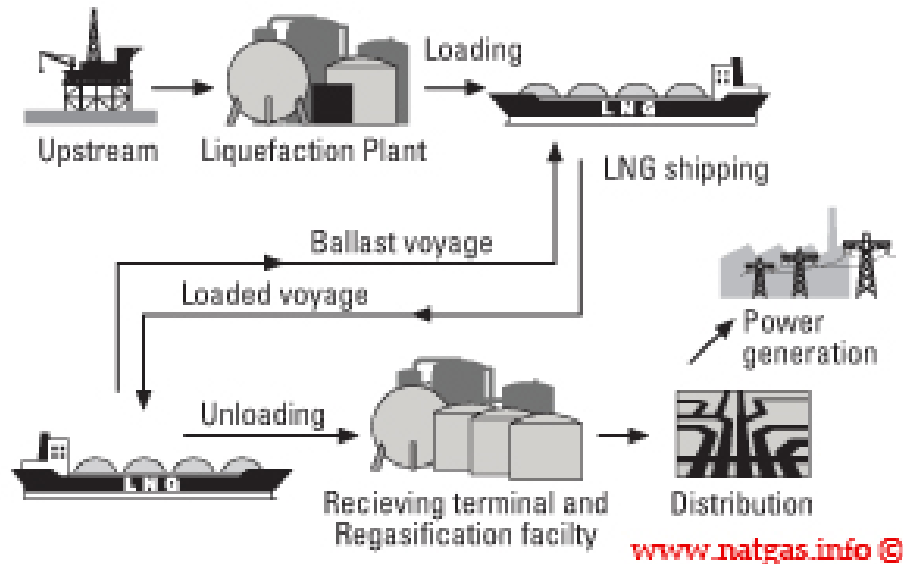 Loading
LNG
Upstream
Liquefaction Plant
LNG shipping
Ballast voyage
Loaded voyage
Power
generation
Unloading
LNG
Recieving terminal and
Regasification facilty
Distribution
www.natgas.info ©